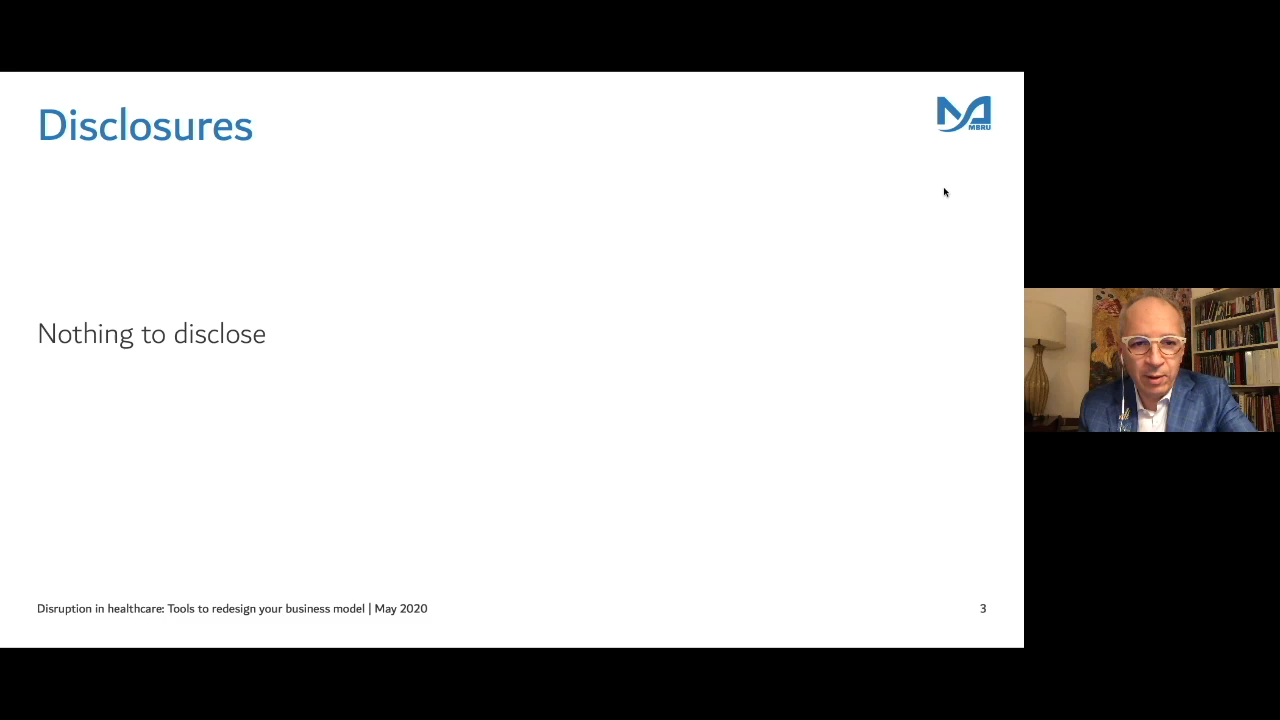 Disclosures
MBRU
Nothing to disclose
Disruption in healthcare: Tools to redesign your business model | May 2020
3